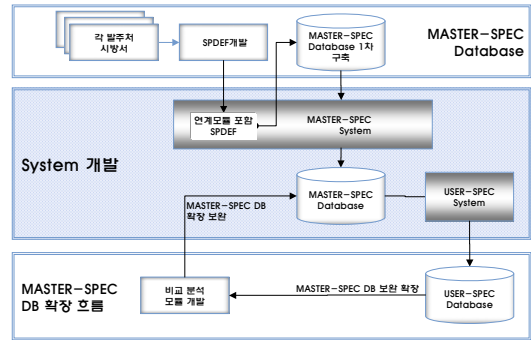 각 발주처
시방서
SPDEF개발
MASTER-SPEC
Database 1차
구축
MASTER-SPEC
Database
연계모듈 포함
SPDEF
MASTER-SPEC
System
System 개발
MASTER-SPEC
Database
USER-SPEC
System
MASTER-SPEC DB
확장 보완
MASTER-SPEC
DB 확장 흐름
비교 분석
모듈 개발
MASTER-SPEC DB 보완 확장
USER-SPEC
Database